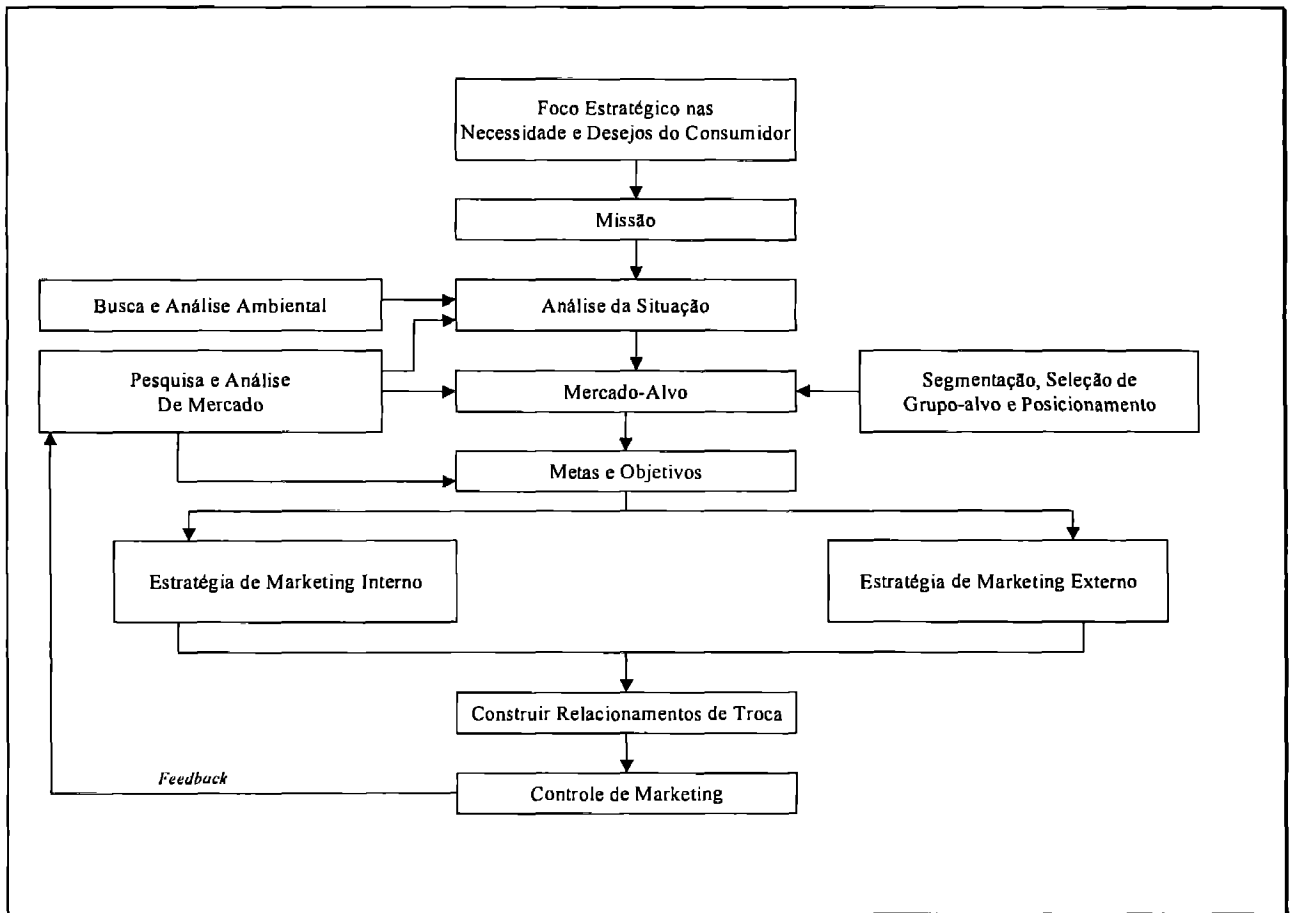 Foco Estratégico nas
Necessidade e Desejos do Consumidor
Missão
Busca e Análise Ambiental
Análise da Situação
Pesquisa e Análise
De Mercado
Mercado-Alvo
Segmentação, Seleção de
Grupo-alvo e Posicionamento
Metas e Objetivos
Estratégia de Marketing Interno
Estratégia de Marketing Externo
Construir Relacionamentos de Troca
Feedback
Controle de Marketing